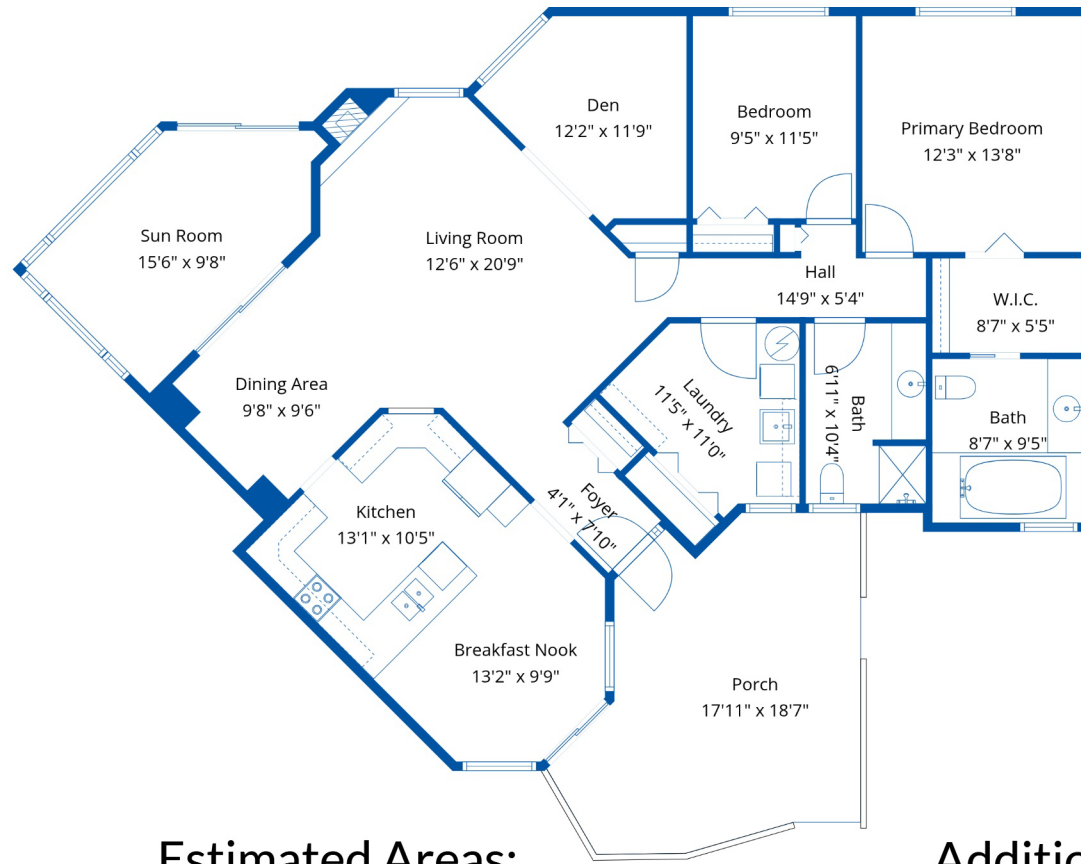 Den
12'2" x 11'9"
Bedroom
9'5" x 11'5"
Primary Bedroom
12'3" x 13'8"
Sun Room
15'6" x 9'8"
Living Room
12'6" x 20'9"
Hall
14'9" x 5'4"
W.I.C.
8'7" x 5'5"
Dining Area
9'8" x 9'6"
Laundry
11'5" x 11'0"
Bath
6'11" x 10'4"
Bath
8'7" x 9'5"
Kitchen
13'1" x 10'5"
Foyer
4'1" x 7'10"
Breakfast Nook
13'2" x 9'9"
Porch
17'11" x 18'7"
Estimated Areas:
Additio